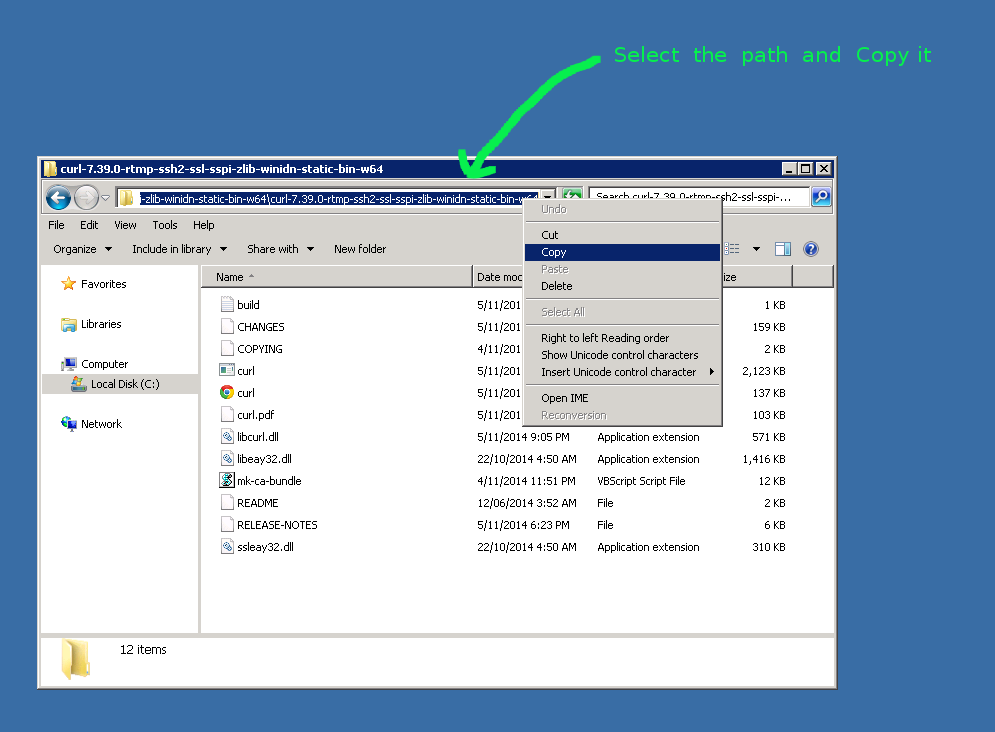 Select the path and Copy it
curl-7.39.0-rtmp-ssh2-ssl-sspi-zlib-winidn-static-bin-w64
i-zlib-winidn-static-bin-w64\curl-7.39.0-rtmp-ssh2-ssl-sspi-zlib-winidn-static-bin-w64
Search curl-7.39.0-rtmp-ssh2-ssl-sspi-...
File Edit View Tools Help
Organize Include in library Share with New folder
Undo
Cut
Copy
Paste
Delete
Select All
Right to left Reading order
Show Unicode control characters
Insert Unicode control character
Open IME
Reconversion
Favorites
Libraries
Computer
Local Disk (C:)
Network
Name Date moc ize
build 5/11/201 1 KB
CHANGES 5/11/201 159 KB
COPYING 4/11/201 2 KB
curl 5/11/201 2,123 KB
curl 5/11/201 137 KB
curl.pdf 5/11/201 103 KB
libcurl.dll 5/11/2014 9:05 PM Application extension 571 KB
libeay32.dll 22/10/2014 4:50 AM Application extension 1,416 KB
mk-ca-bundle 4/11/2014 11:51 PM VBScript Script File 12 KB
README 12/06/2014 3:52 AM File 2 KB
RELEASE-NOTES 5/11/2014 6:23 PM File 6 KB
ssleay32.dll 22/10/2014 4:50 AM Application extension 310 KB
12 items